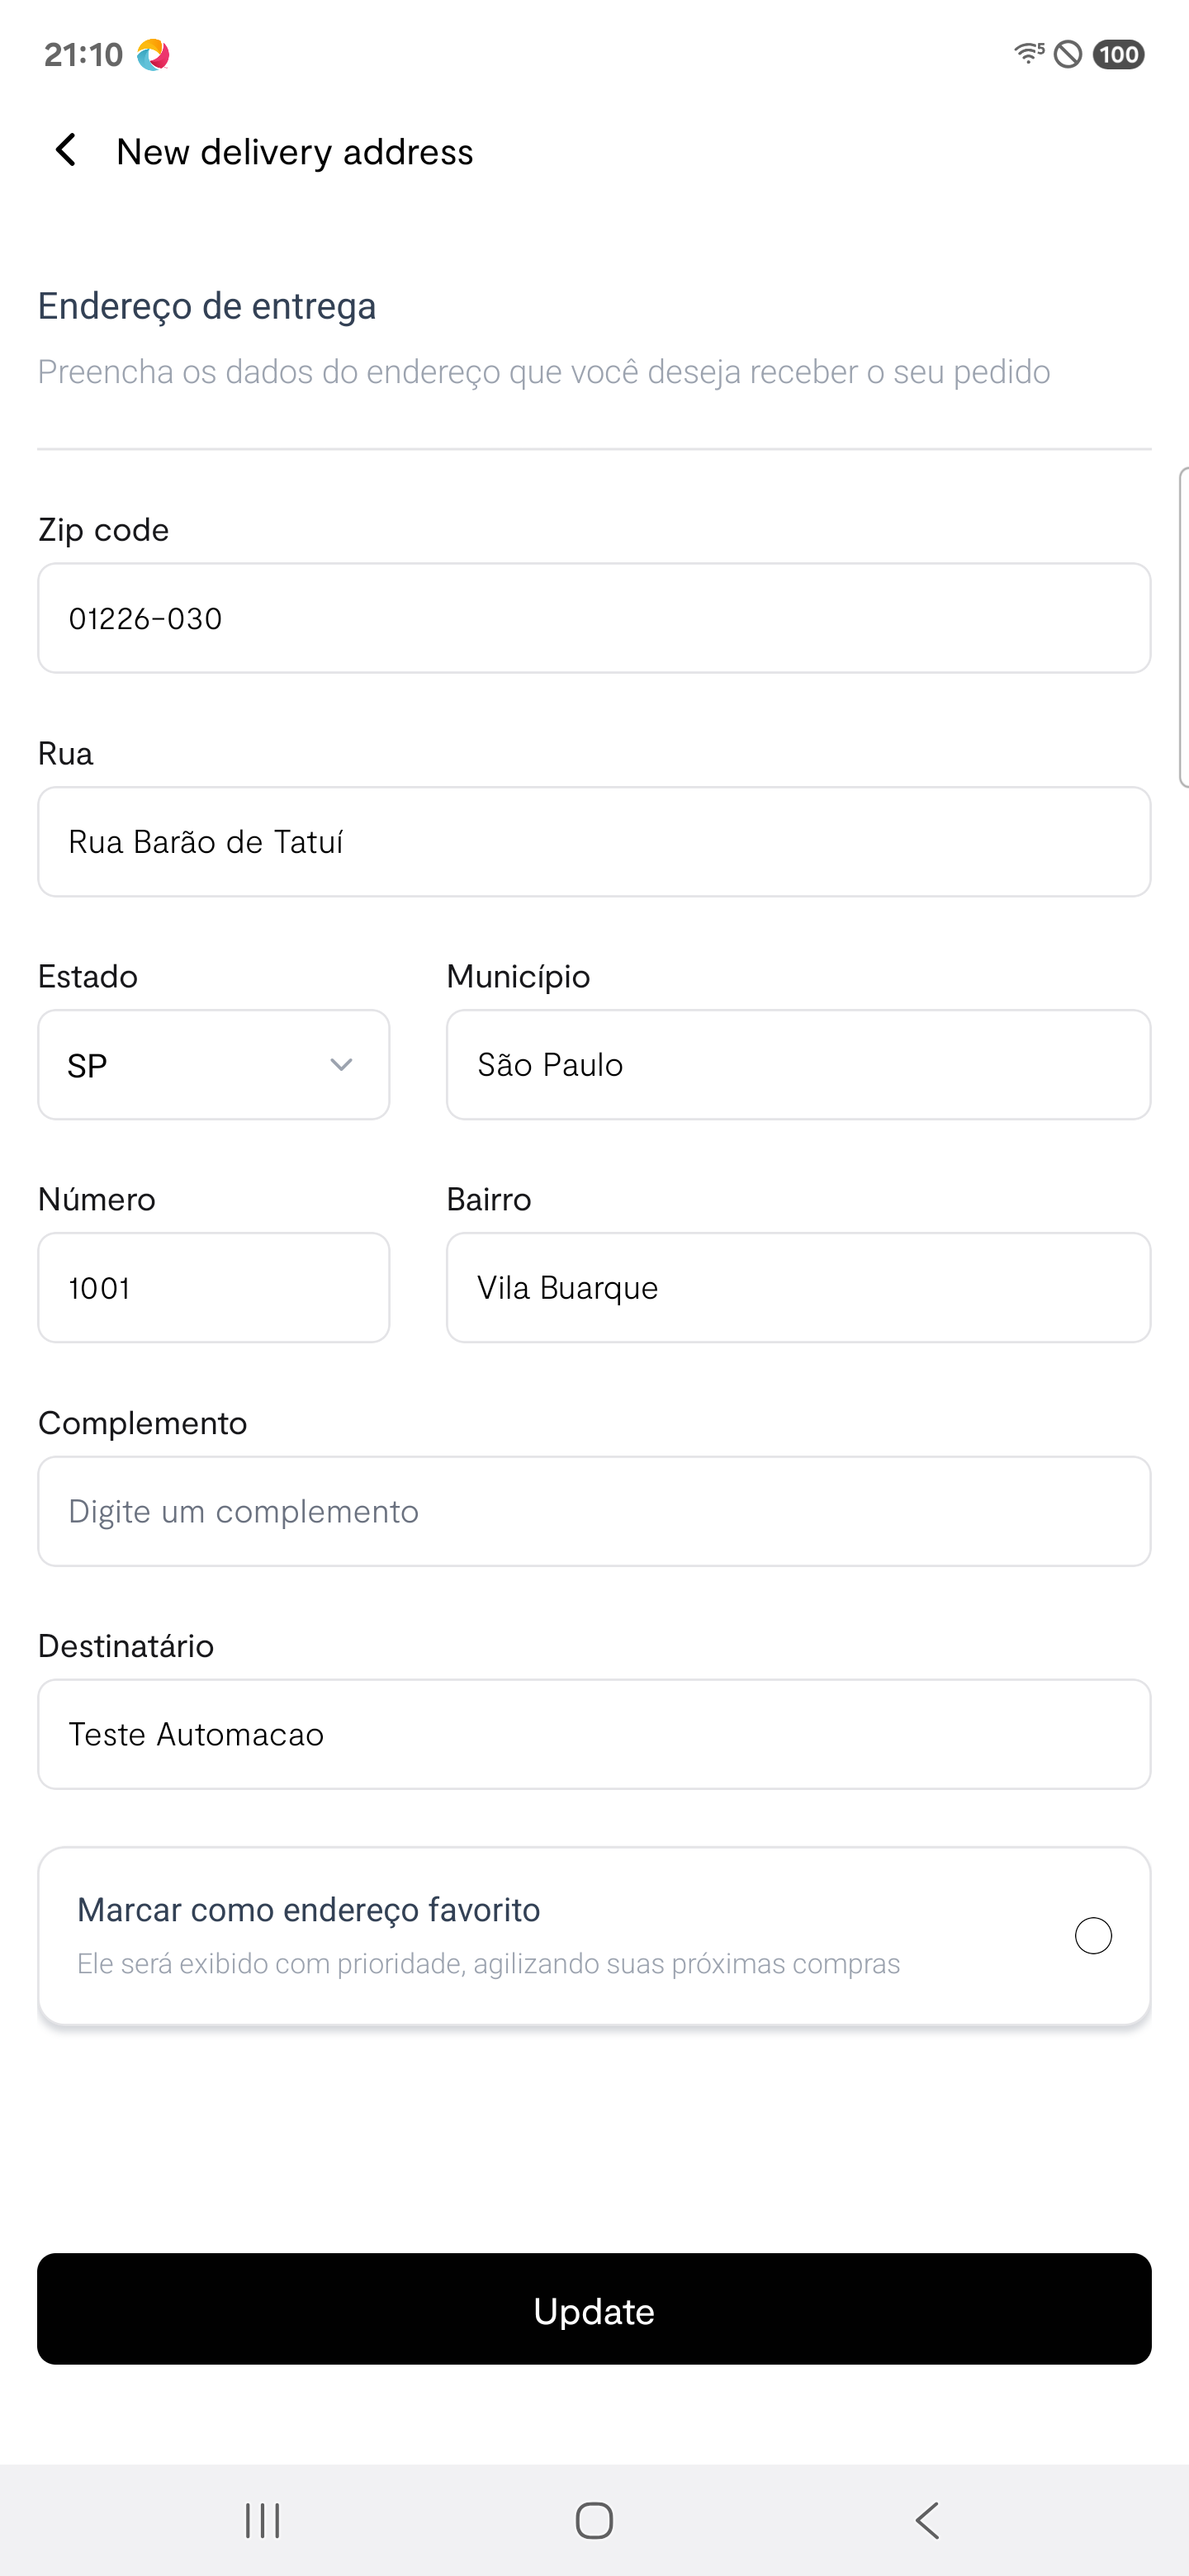 21:10
5
100
New delivery address
Endereço de entrega
Preencha os dados do endereço que você deseja receber o seu pedido
Zip code
01226-030
Rua
Rua Barão de Tatuí
Estado
Município
SP
São Paulo
Número
Bairro
1001
Vila Buarque
Complemento
Digite um complemento
Destinatário
Teste Automacao
Marcar como endereço favorito
Ele será exibido com prioridade, agilizando suas próximas compras
Update